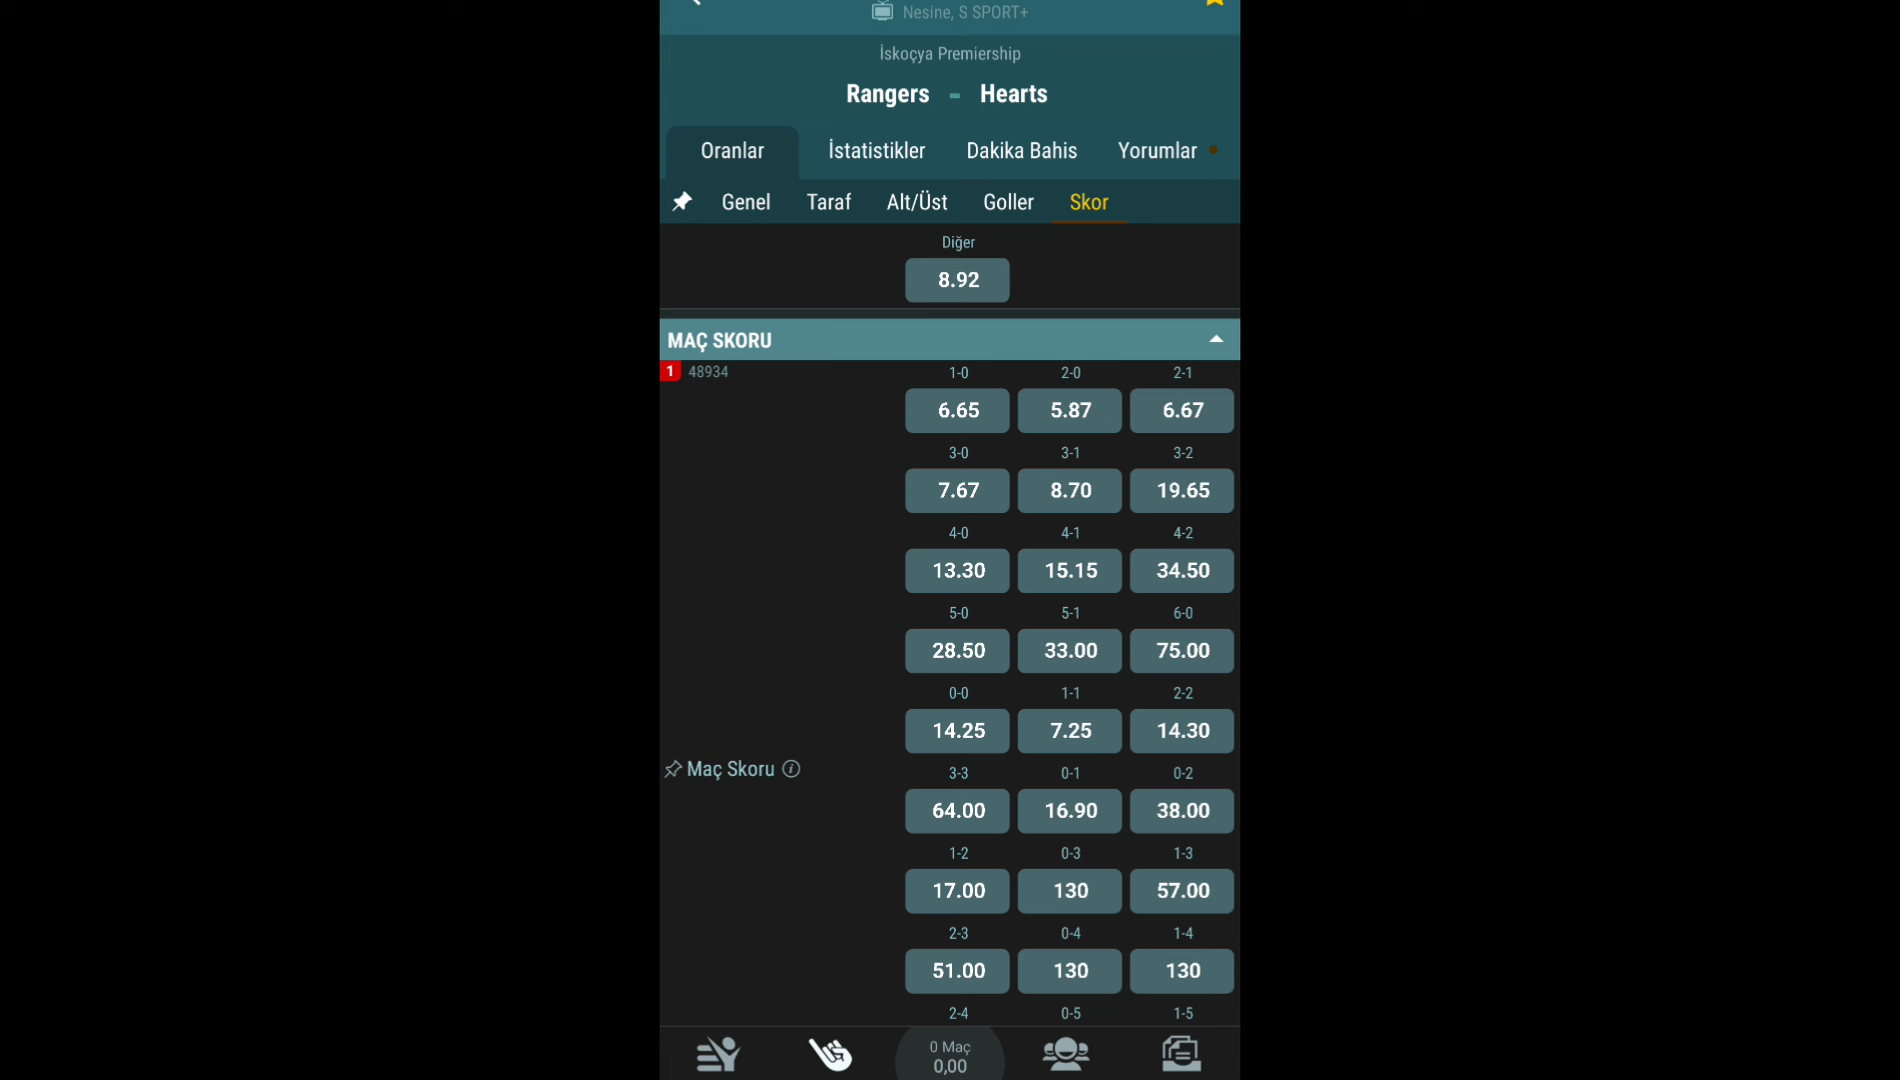 Nesine, S SPORT+
İskoçya Premiership
Rangers - Hearts
Oranlar İstatistikler Dakika Bahis Yorumlar
Genel Taraf Alt/Üst Goller Skor
Diğer
8.92
MAÇ SKORU
1 48934
1-0 2-0 2-1
6.65 5.87 6.67
3-0 3-1 3-2
7.67 8.70 19.65
4-0 4-1 4-2
13.30 15.15 34.50
5-0 5-1 6-0
28.50 33.00 75.00
0-0 1-1 2-2
14.25 7.25 14.30
Maç Skoru
3-3 0-1 0-2
64.00 16.90 38.00
1-2 0-3 1-3
17.00 130 57.00
2-3 0-4 1-4
51.00 130 130
2-4 0-5 1-5
0 Maç
0,00